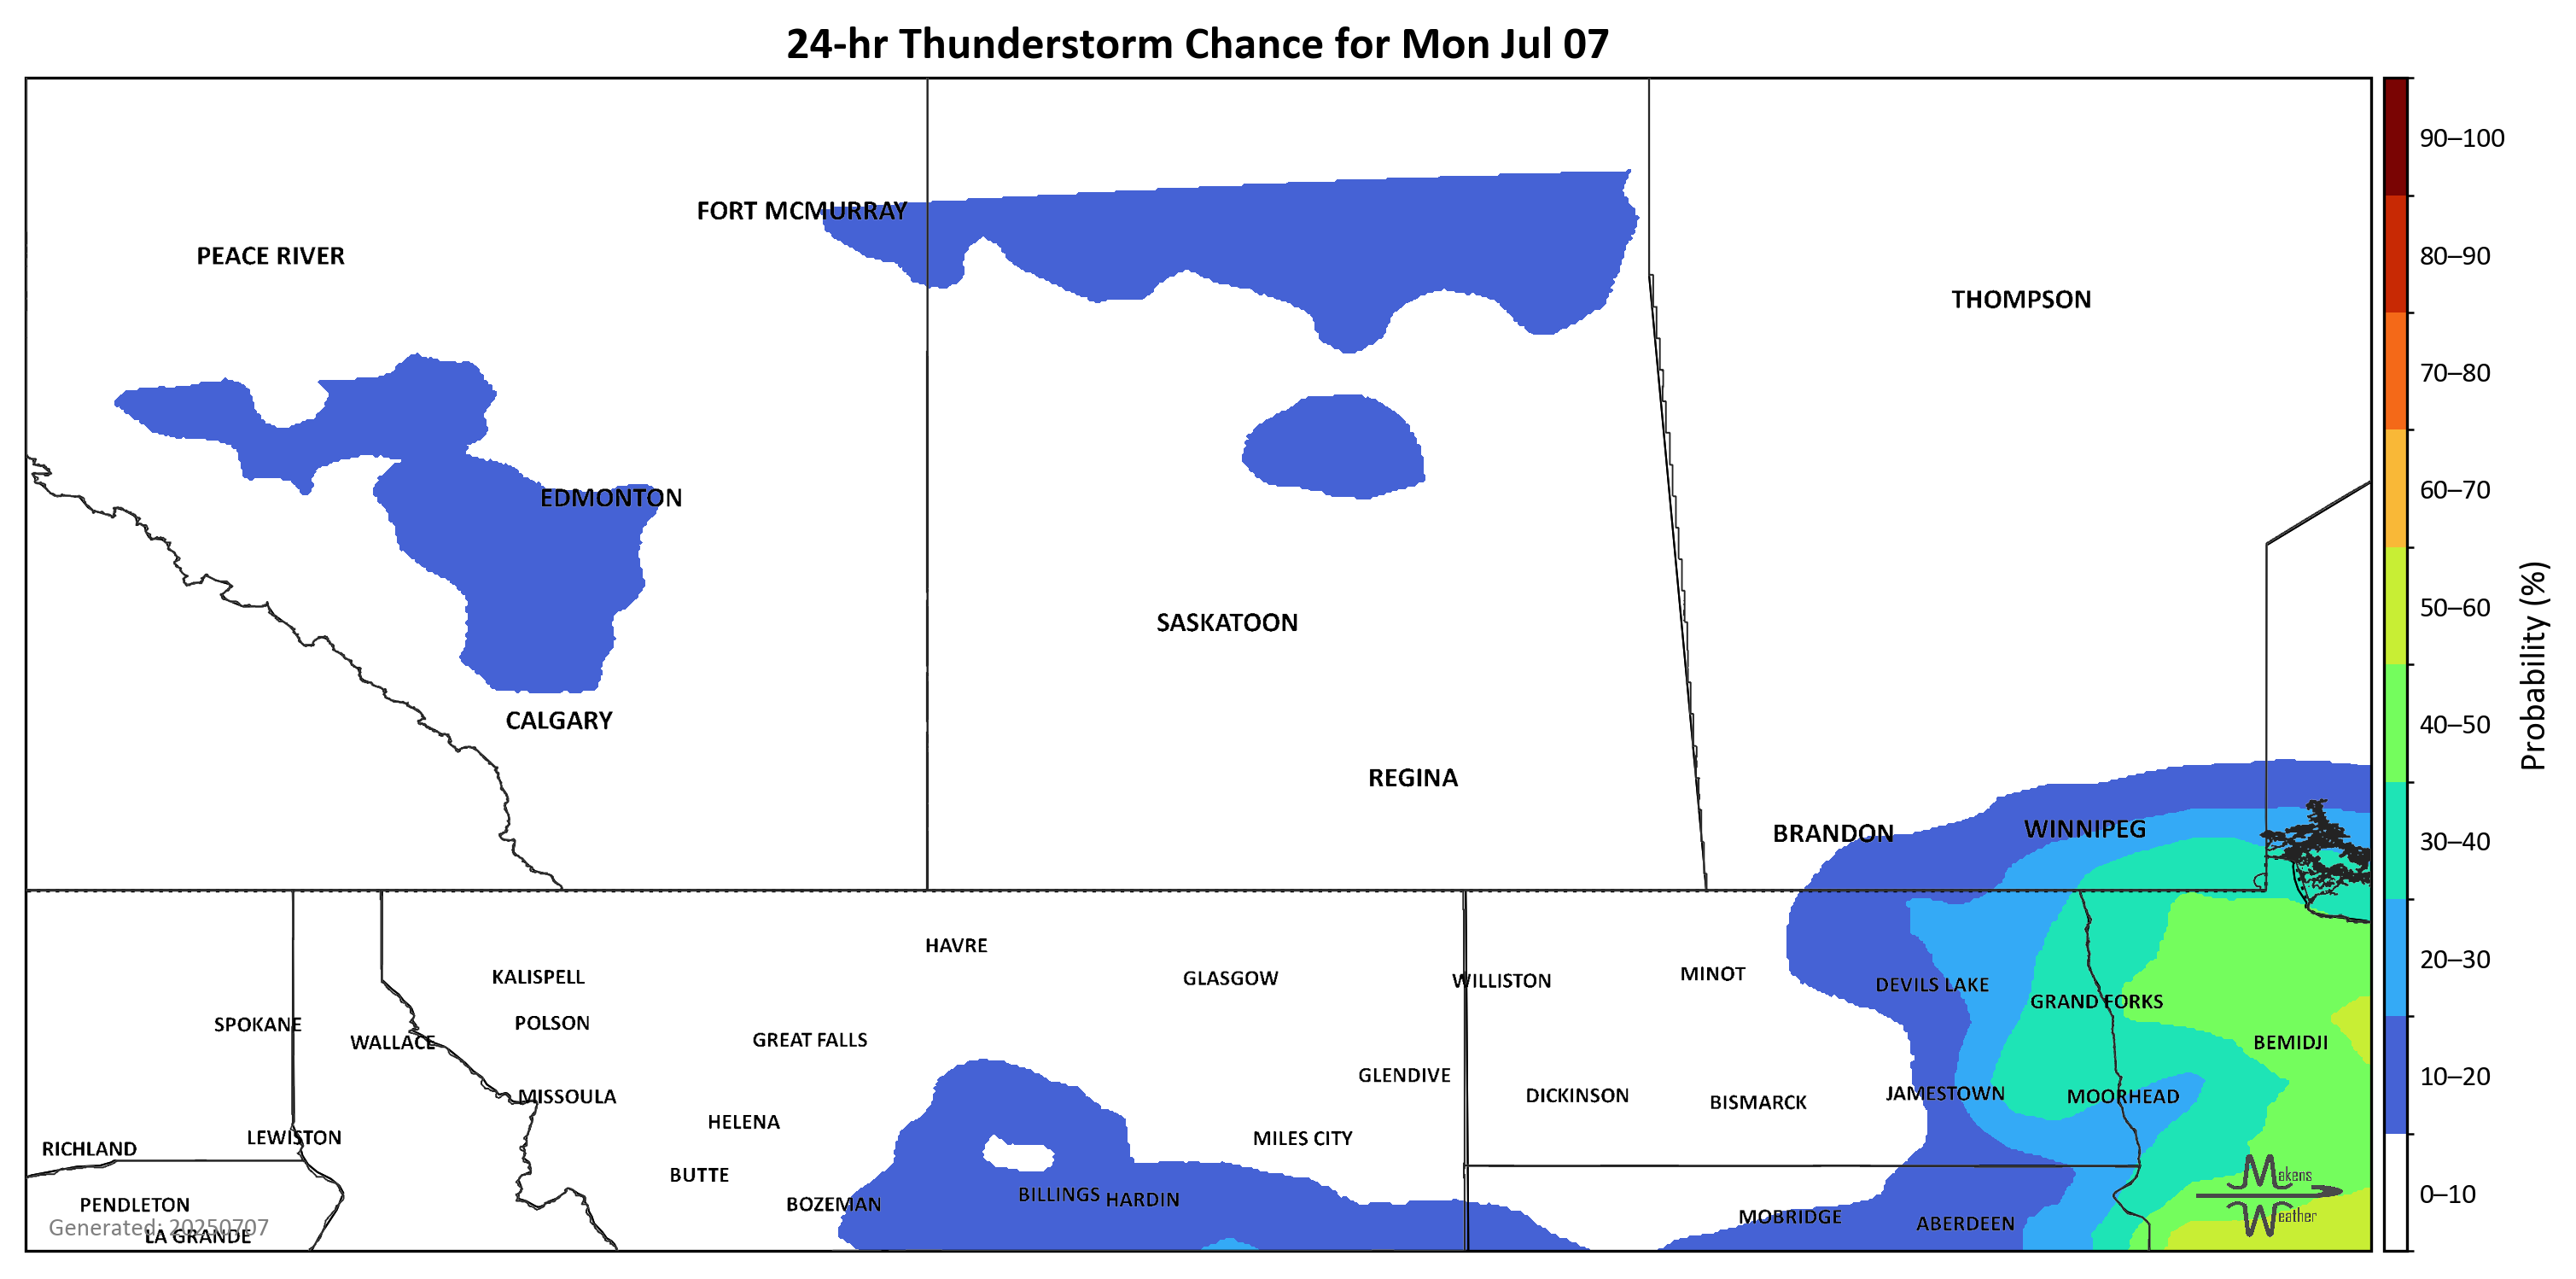 24-hr Thunderstorm Chance for Mon Jul 07
90–100
FORT MCMURRAY
PEACE RIVER
80–90
THOMPSON
70–80
EDMONTON
60–70
SASKATOON
50–60
Probability (%)
CALGARY
40–50
REGINA
BRANDON
WINNIPEG
30–40
HAVRE
KALISPELL
GLASGOW
WILLISTON
MINOT
DEVILS LAKE
20–30
GRAND FORKS
SPOKANE
POLSON
WALLACE
GREAT FALLS
BEMIDJI
GLENDIVE
10–20
MISSOULA
DICKINSON
BISMARCK
JAMESTOWN
MOORHEAD
HELENA
LEWISTON
MILES CITY
RICHLAND
BUTTE
Makens
Weather
BILLINGS
HARDIN
0–10
PENDLETON
BOZEMAN
MOBRIDGE
ABERDEEN
Generated: 20250707
LA GRANDE